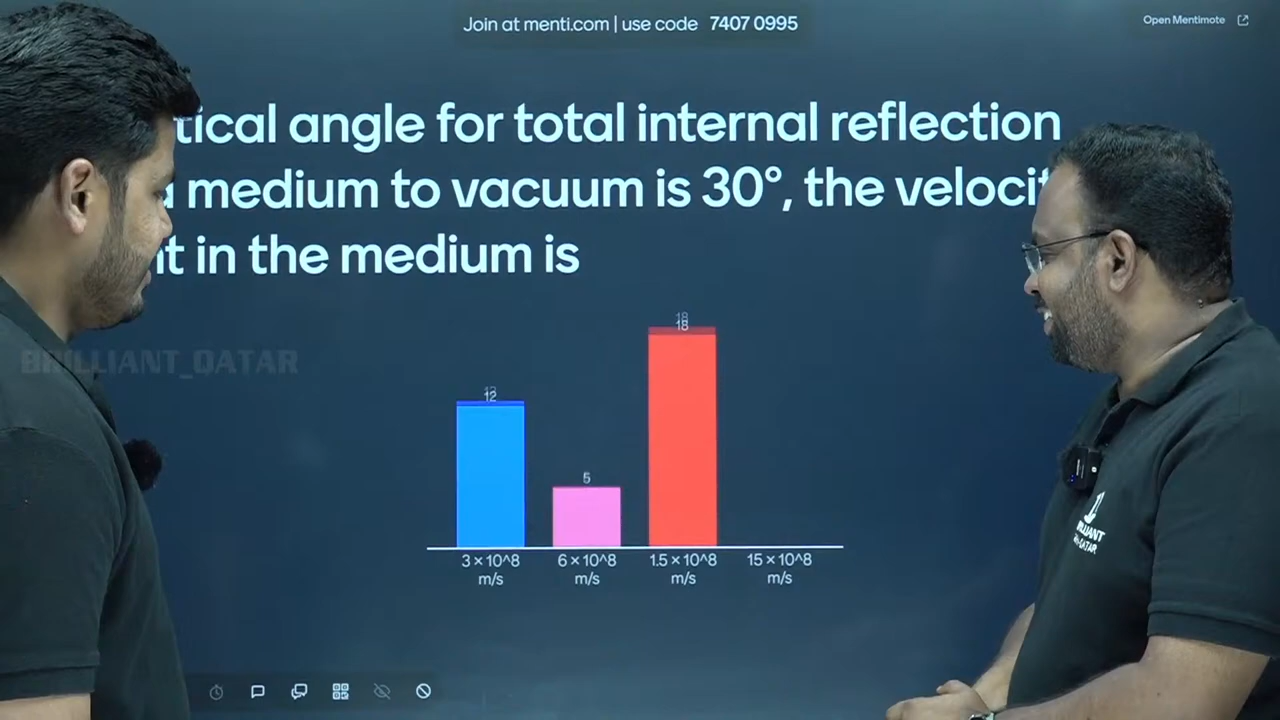 Join at menti.com | use code 7407 0995
Open Mentimote
tical angle for total internal reflection
medium to vacuum is 30°, the velocit
t in the medium is
BRILLIANT_QATAR
18
12
5
3 × 10^8 m/s
6 × 10^8 m/s
1.5 × 10^8 m/s
15 × 10^8 m/s